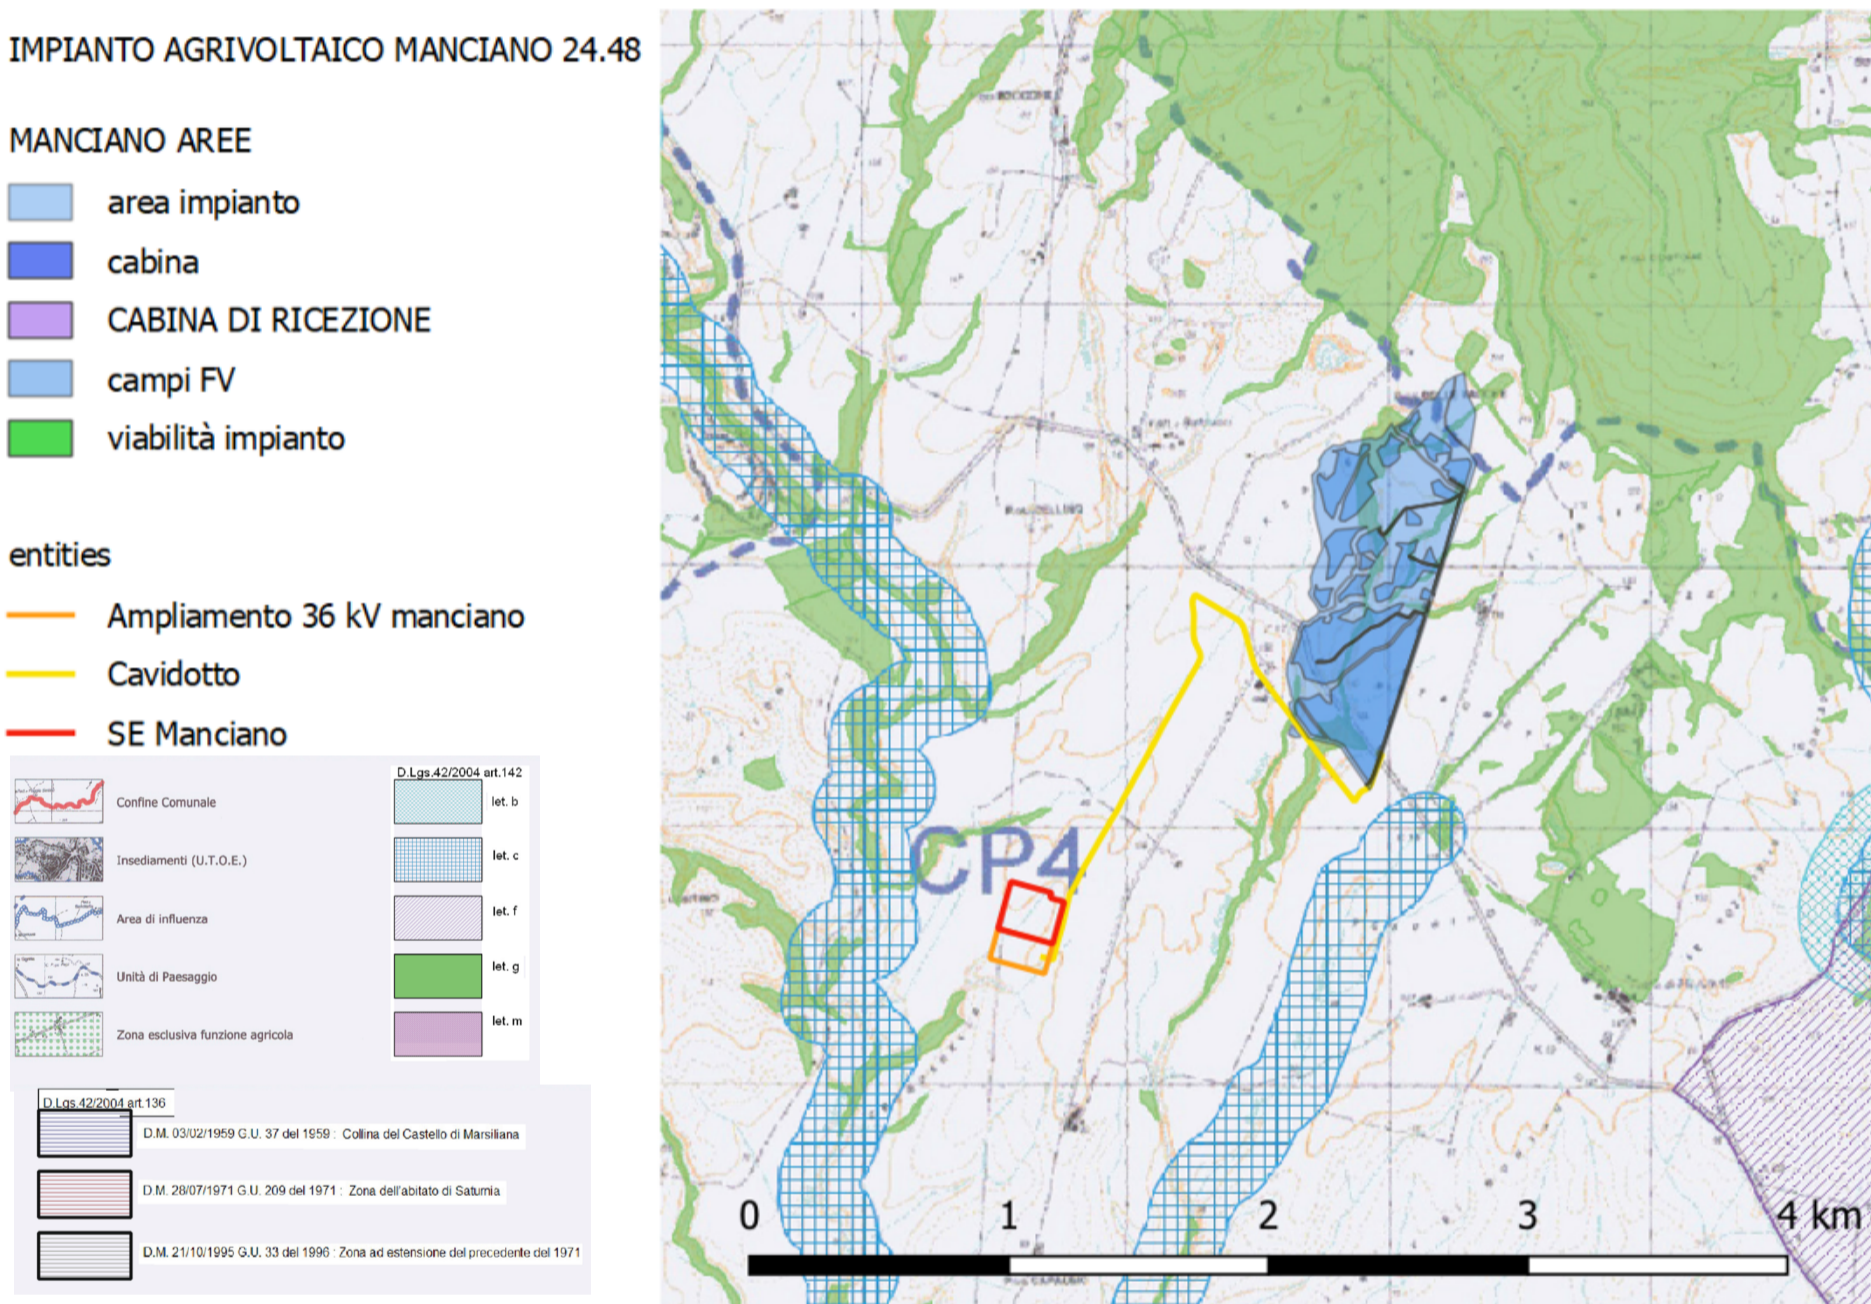 IMPIANTO AGRIVOLTAICO MANCIANO 24.48
MANCIANO AREE
area impianto
cabina
CABINA DI RICEZIONE
campi FV
viabilità impianto
entities
Ampliamento 36 kV manciano
Cavidotto
SE Manciano
Confine Comunale
Insediamenti (U.T.O.E.)
Area di influenza
Unità di Paesaggio
Zona esclusiva funzione agricola
D.Lgs.42/2004 art.142
let. b
let. c
let. f
let. g
let. m
D.Lgs.42/2004 art.136
D.M. 03/02/1959 G.U. 37 del 1959 : Collina del Castello di Marsiliana
D.M. 28/07/1971 G.U. 209 del 1971 : Zona dell'abitato di Saturnia
D.M. 21/10/1995 G.U. 33 del 1996 : Zona ad estensione del precedente del 1971
CP4
0 1 2 3 4 km